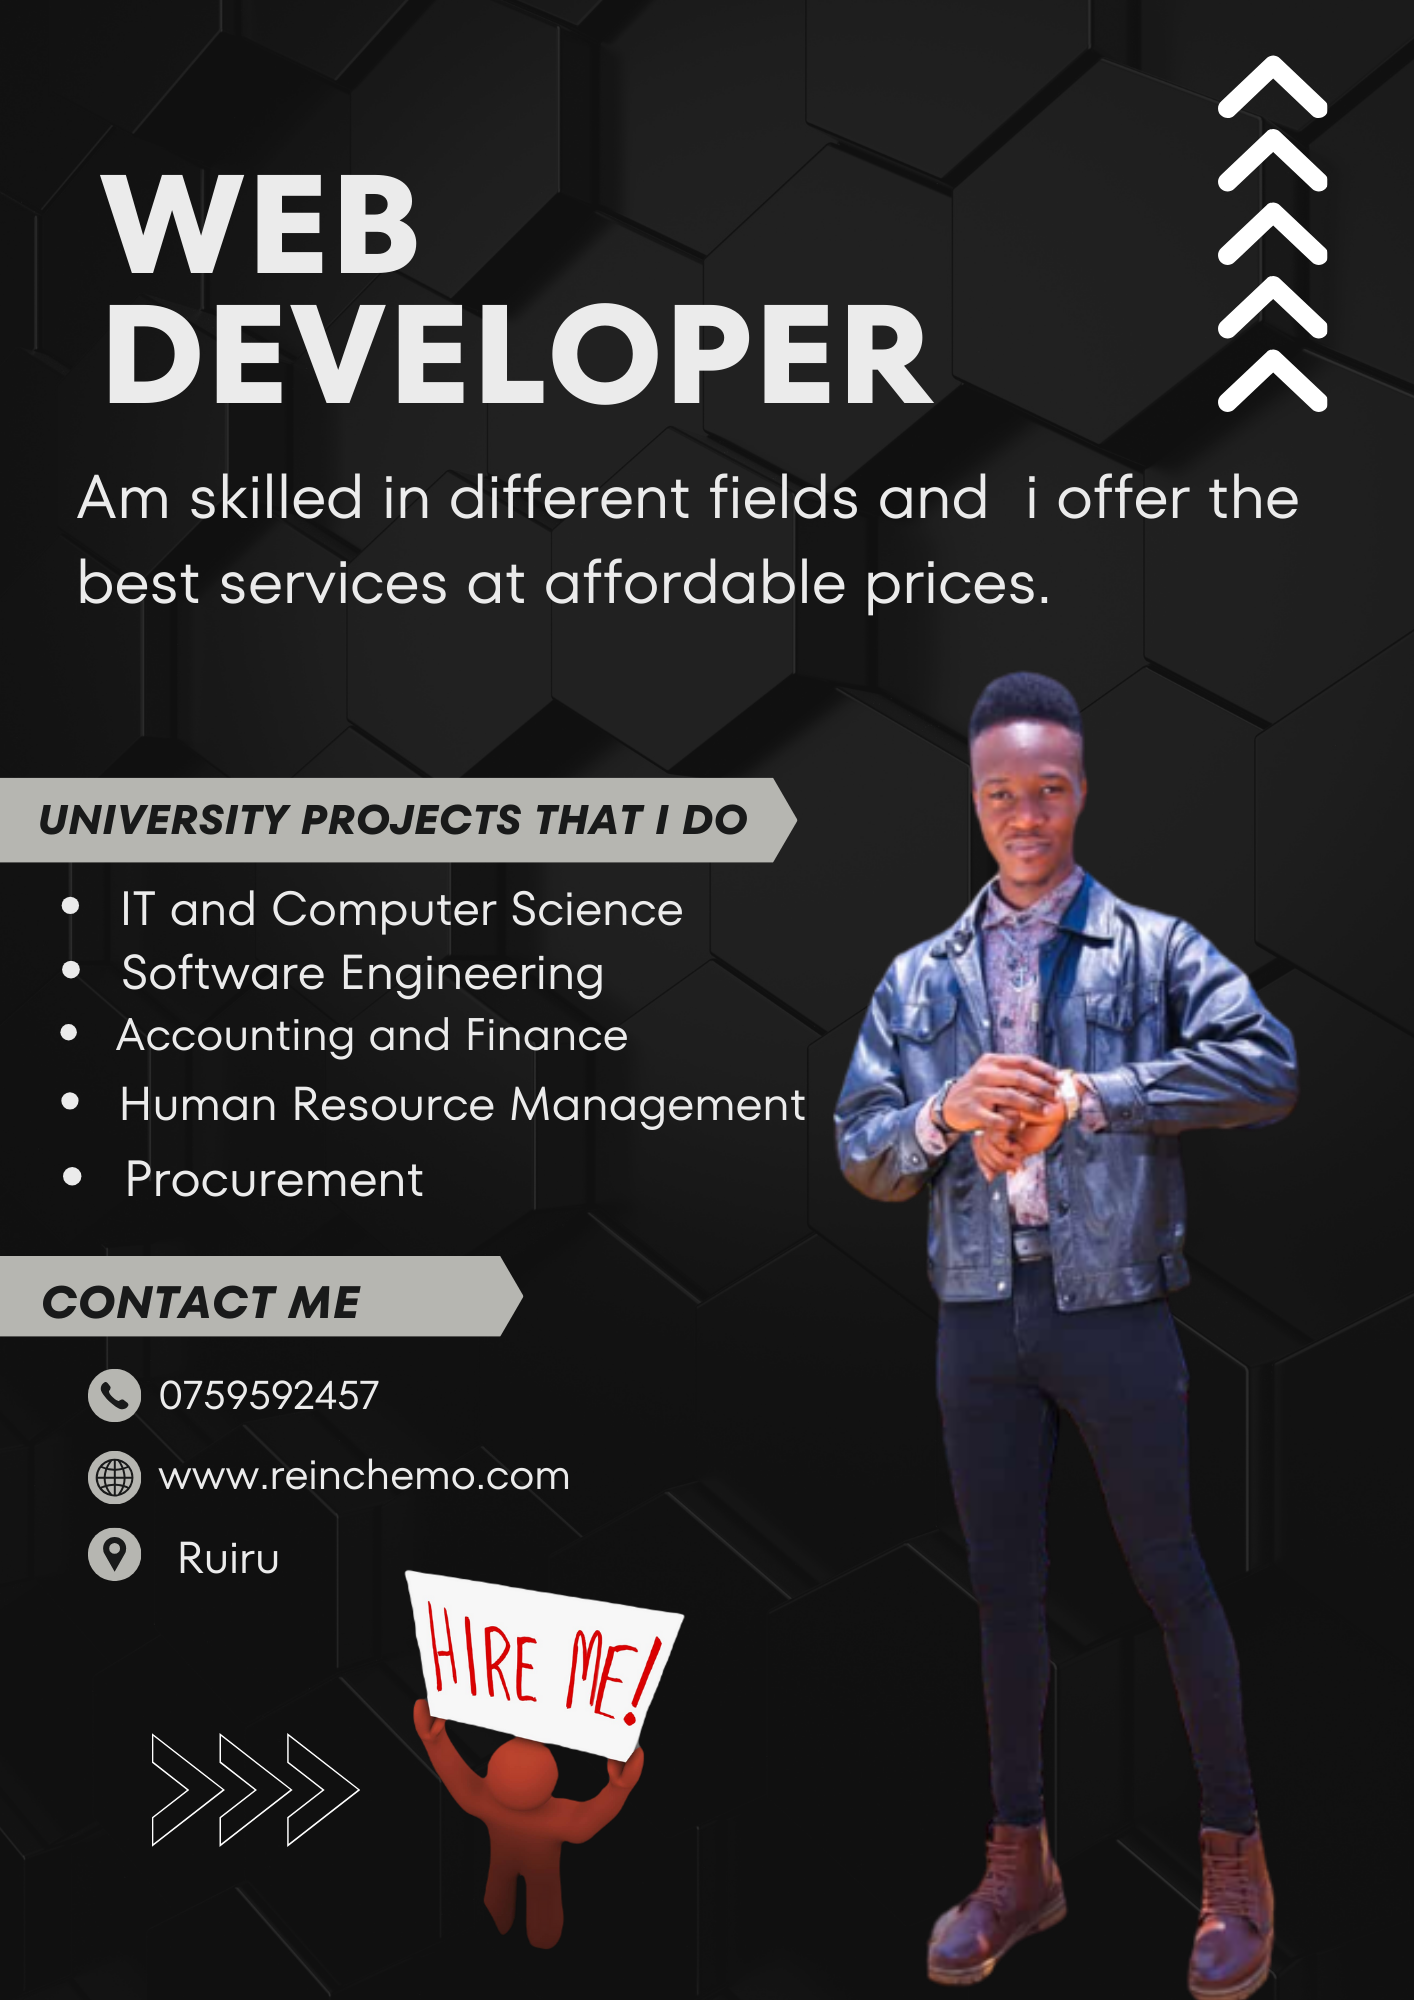 WEB
DEVELOPER
Am skilled in different fields and  i offer the
best services at affordable prices.
UNIVERSITY PROJECTS THAT I DO
• IT and Computer Science
• Software Engineering
• Accounting and Finance
• Human Resource Management
• Procurement
CONTACT ME
0759592457
www.reinchemo.com
Ruiru
HIRE ME!